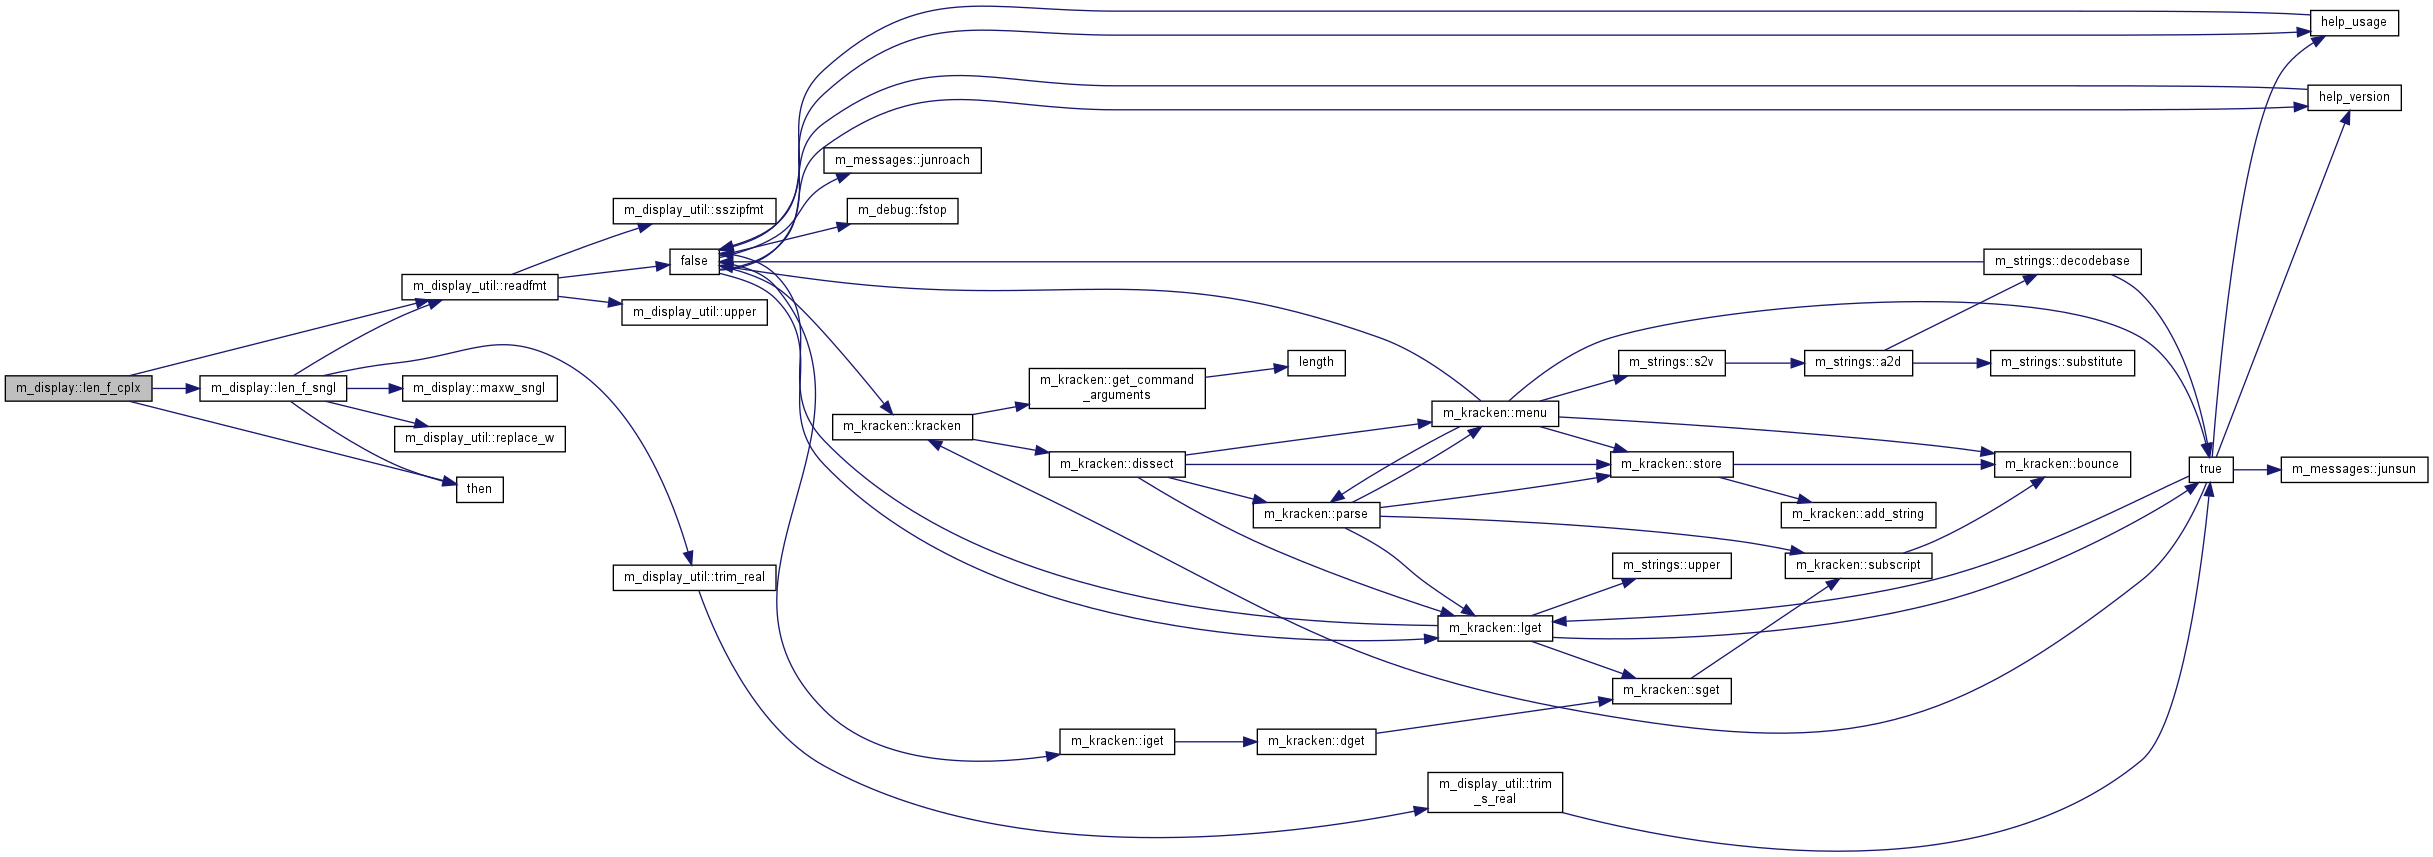 help_usage
help_version
m_messages::junroach
m_display_util::sszipfmt
m_debug::fstop
false
m_strings::decodebase
m_display_util::readfmt
m_display_util::upper
length
m_strings::s2v
m_strings::a2d
m_strings::substitute
m_display::len_f_cplx
m_display::len_f_sngl
m_display::maxw_sngl
m_kracken::get_command
_arguments
m_kracken::menu
m_kracken::kracken
m_display_util::replace_w
m_kracken::dissect
m_kracken::store
m_kracken::bounce
true
m_messages::junsun
then
m_kracken::parse
m_kracken::add_string
m_strings::upper
m_kracken::subscript
m_display_util::trim_real
m_kracken::lget
m_kracken::sget
m_kracken::iget
m_kracken::dget
m_display_util::trim
_s_real